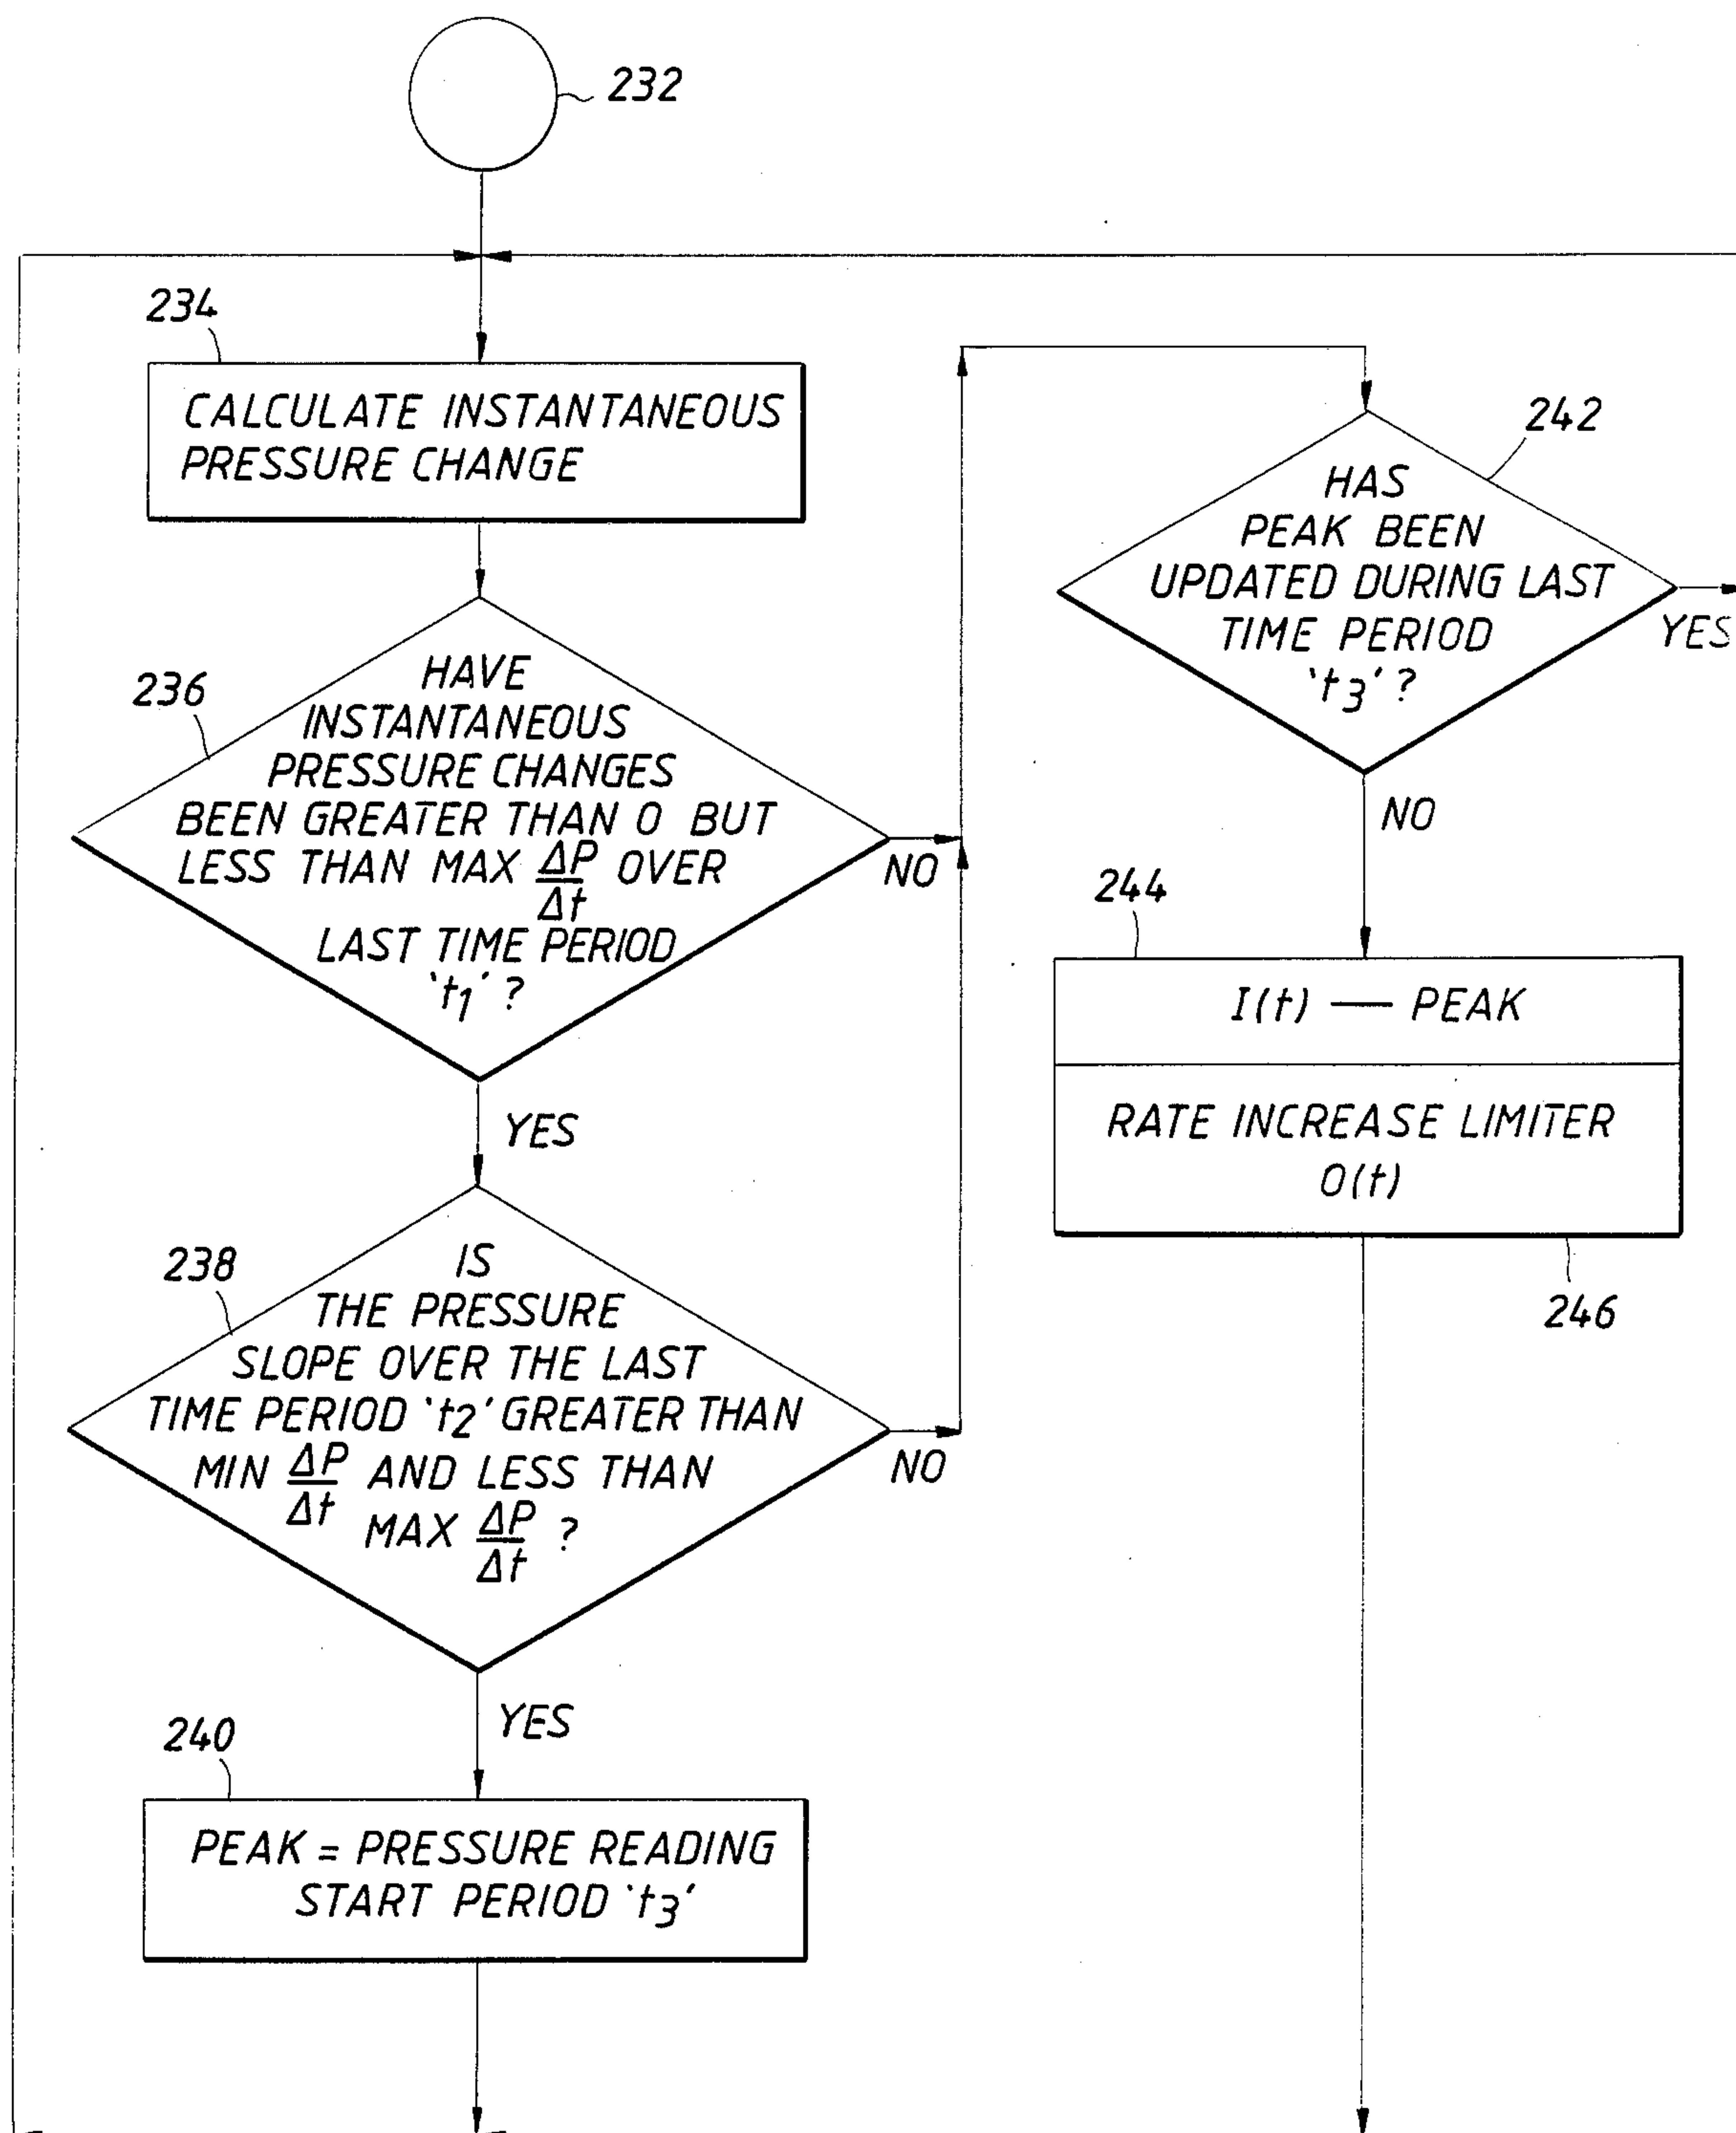 232
234
CALCULATE INSTANTANEOUS
PRESSURE CHANGE
236
HAVE
INSTANTANEOUS
PRESSURE CHANGES
BEEN GREATER THAN 0 BUT
LESS THAN MAX ΔP/Δt OVER
LAST TIME PERIOD
't1' ?
NO
YES
238
IS
THE PRESSURE
SLOPE OVER THE LAST
TIME PERIOD 't2' GREATER THAN
MIN ΔP/Δt AND LESS THAN
MAX ΔP/Δt ?
NO
YES
240
PEAK = PRESSURE READING
START PERIOD 't3'
242
HAS
PEAK BEEN
UPDATED DURING LAST
TIME PERIOD
't3' ?
YES
NO
244
I(t) — PEAK
RATE INCREASE LIMITER
O(t)
246